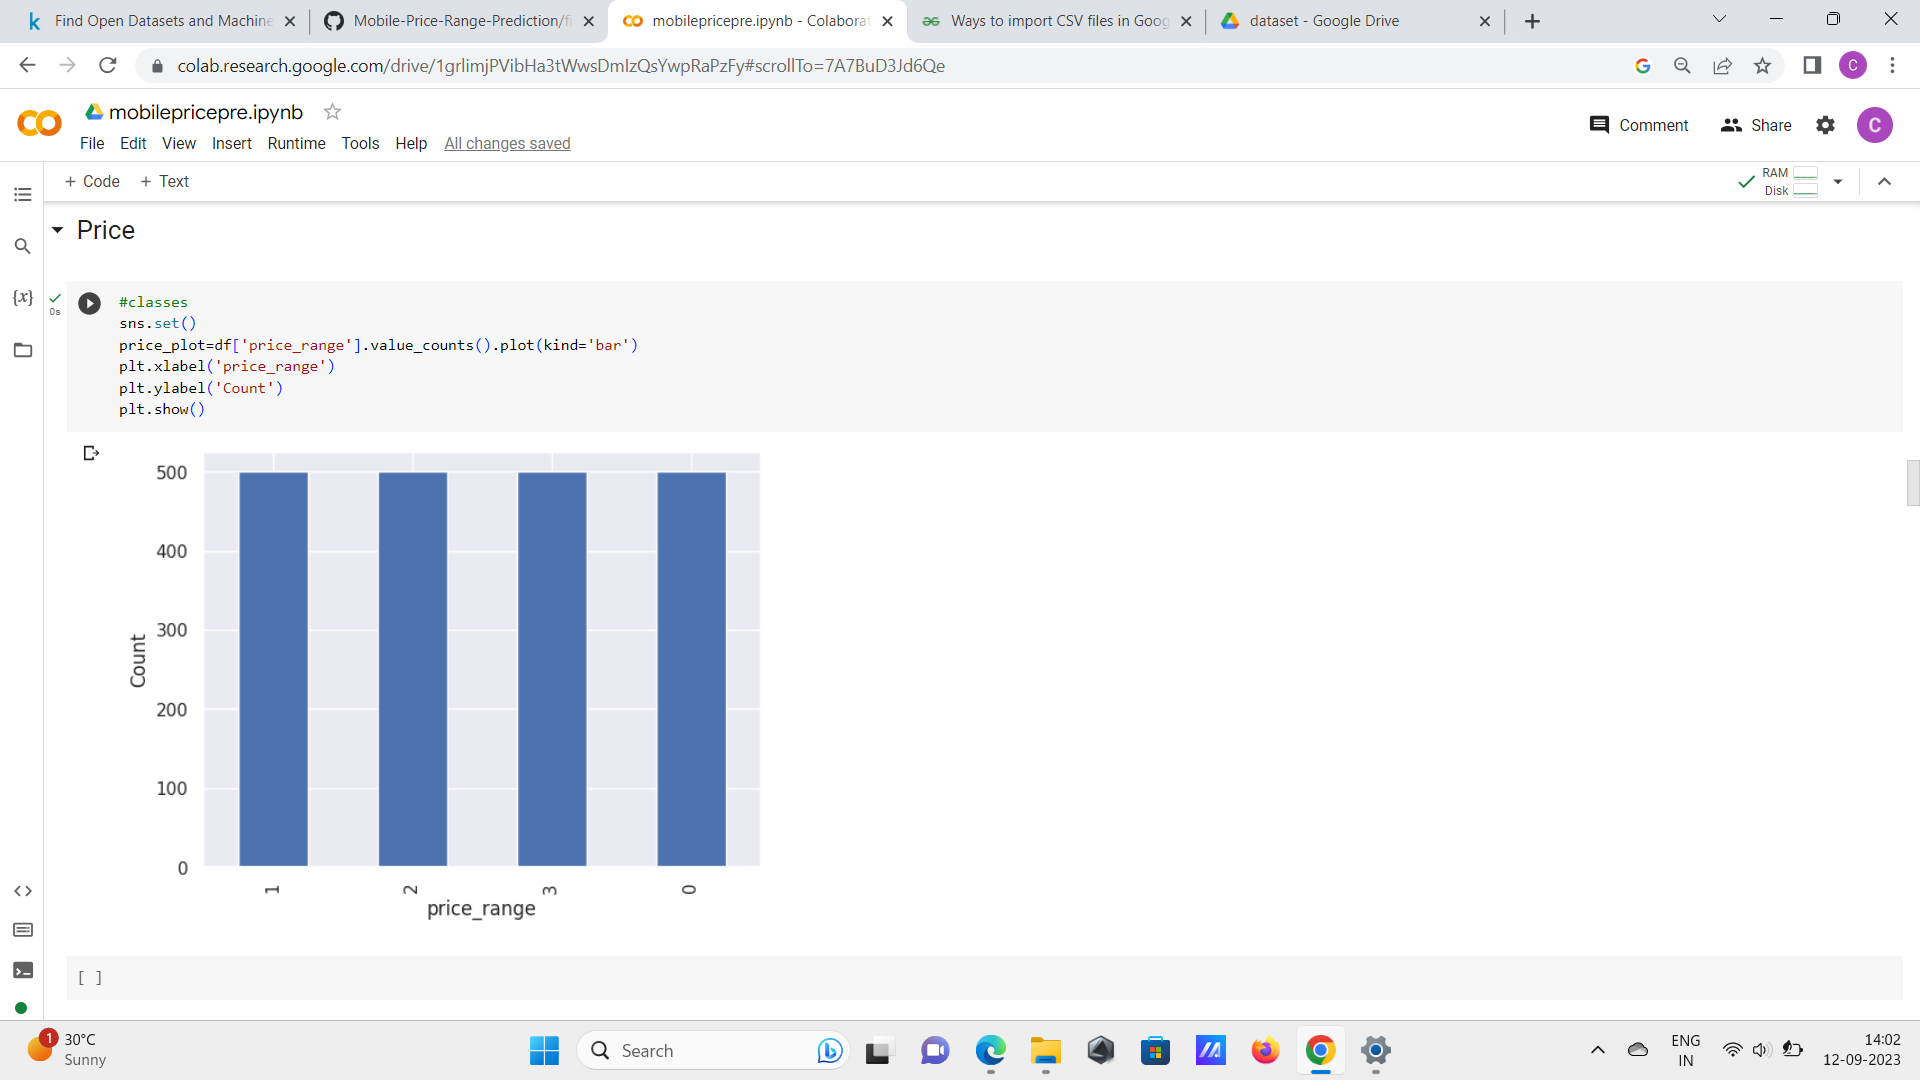 Find Open Datasets and Machine
Mobile-Price-Range-Prediction/fi
mobilepricepre.ipynb - Colaborat
Ways to import CSV files in Goog
dataset - Google Drive
colab.research.google.com/drive/1grlimjPVibHa3tWwsDmIzQsYwpRaPzFy#scrollTo=7A7BuD3Jd6Qe
C
mobilepricepre.ipynb
File Edit View Insert Runtime Tools Help All changes saved
Comment
Share
C
+ Code + Text
RAM
Disk
Price
{x}
0s
#classes
sns.set()
price_plot=df['price_range'].value_counts().plot(kind='bar')
plt.xlabel('price_range')
plt.ylabel('Count')
plt.show()
500
400
300
200
100
0
Count
1 2 3 0
price_range
[ ]
1
30°C
Sunny
Search
ENG
IN
14:02
12-09-2023